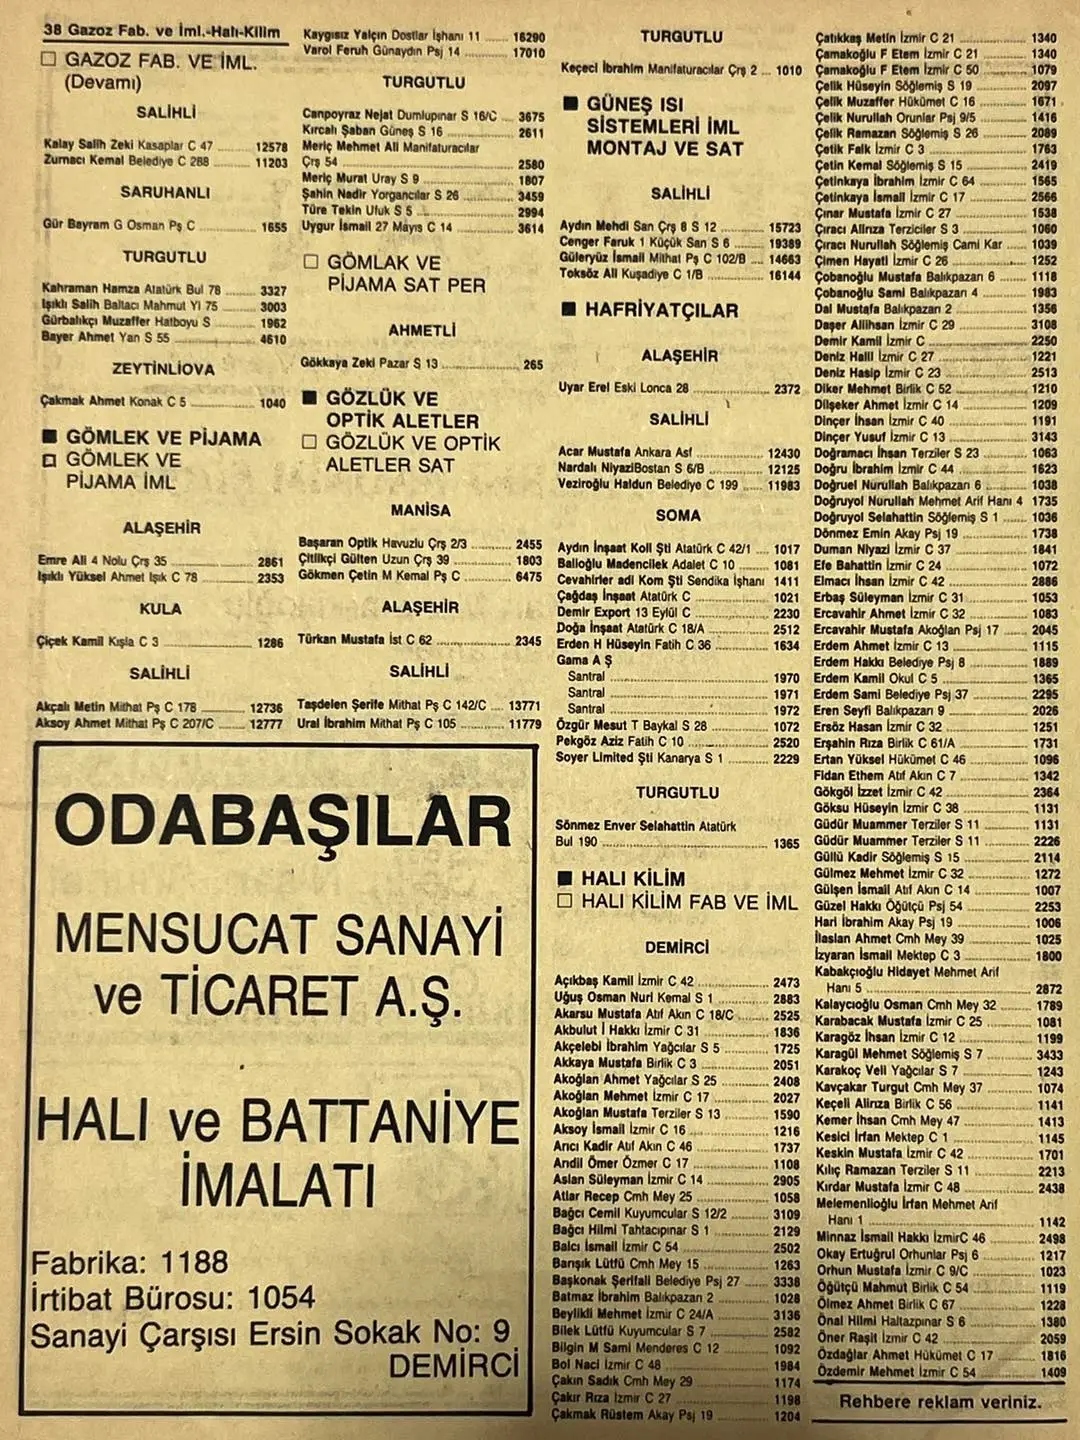 38 Gazoz Fab. ve İml.-Halı-Kilim
☐ GAZOZ FAB. VE İML.
(Devamı)
SALİHLİ
Kalay Salih Zeki Kasaplar C 47 ... 12578
Zurnacı Kemal Belediye C 288 ... 11203
SARUHANLI
Gür Bayram G Osman Pş C ... 1655
TURGUTLU
Kahraman Hamza Atatürk Bul 78 ... 3327
Işıklı Salih Baltacı Mahmut Yl 75 ... 3003
Gürbalıkçı Muzaffer Hatboyu S ... 1962
Bayer Ahmet Yan S 55 ... 4610
ZEYTİNLİOVA
Çakmak Ahmet Konak C 5 ... 1040
■ GÖMLEK VE PİJAMA
☐ GÖMLEK VE
PİJAMA İML
ALAŞEHİR
Emre Ali 4 Nolu Çrş 35 ... 2861
Işıklı Yüksel Ahmet Işık C 78 ... 2353
KULA
Çiçek Kamil Kışla C 3 ... 1286
SALİHLİ
Akçalı Metin Mithat Pş C 178 ... 12736
Aksoy Ahmet Mithat Pş C 207/C ... 12777
Kaygısız Yalçın Dostlar İşhanı 11 ... 16290
Varol Feruh Günaydın Psj 14 ... 17010
TURGUTLU
Canpoyraz Nejat Dumlupınar S 16/C ... 3675
Kırcalı Şaban Güneş S 16 ... 2611
Meriç Mehmet Ali Manifaturacılar
Çrş 54 ... 2580
Meriç Murat Uray S 9 ... 1807
Şahin Nadir Yorgancılar S 26 ... 3459
Türe Tekin Ufuk S 5 ... 2994
Uygur İsmail 27 Mayıs C 14 ... 3614
☐ GÖMLAK VE
PİJAMA SAT PER
AHMETLİ
Gökkaya Zeki Pazar S 13 ... 265
■ GÖZLÜK VE
OPTİK ALETLER
☐ GÖZLÜK VE OPTİK
ALETLER SAT
MANİSA
Başaran Optik Havuzlu Çrş 2/3 ... 2455
Çitlikçi Gülten Uzun Çrş 39 ... 1803
Gökmen Çetin M Kemal Pş C ... 6475
ALAŞEHİR
Türkan Mustafa İst C 62 ... 2345
SALİHLİ
Taşdelen Şerife Mithat Pş C 142/C ... 13771
Ural İbrahim Mithat Pş C 105 ... 11779
ODABAŞILAR
MENSUCAT SANAYİ
ve TİCARET A.Ş.
HALI ve BATTANİYE
İMALATI
Fabrika: 1188
İrtibat Bürosu: 1054
Sanayi Çarşısı Ersin Sokak No: 9
DEMİRCİ
TURGUTLU
Keçeci İbrahim Manifaturacılar Çrş 2 ... 1010
■ GÜNEŞ ISI
SİSTEMLERİ İML
MONTAJ VE SAT
SALİHLİ
Aydın Mehdi San Çrş 8 S 12 ... 15723
Cenger Faruk 1 Küçük San S 6 ... 19389
Güleryüz İsmail Mithat Pş C 102/B ... 14663
Toksöz Ali Kuşadiye C 1/B ... 16144
■ HAFRİYATÇILAR
ALAŞEHİR
Uyar Erel Eski Lonca 28 ... 2372
SALİHLİ
Acar Mustafa Ankara Asf ... 12430
Nardalı NiyaziBostan S 6/B ... 12125
Veziroğlu Haldun Belediye C 199 ... 11983
SOMA
Aydın İnşaat Koll Şti Atatürk C 42/1 ... 1017
Balioğlu Madencilek Adalet C 10 ... 1081
Cevahirler adi Kom Şti Sendika İşhanı 1411
Çağdaş İnşaat Atatürk C ... 1021
Demir Export 13 Eylül C ... 2230
Doğa İnşaat Atatürk C 18/A ... 2512
Erden H Hüseyin Fatih C 36 ... 1634
Gama A Ş
Santral ... 1970
Santral ... 1971
Santral ... 1972
Özgür Mesut T Baykal S 28 ... 1072
Pekgöz Aziz Fatih C 10 ... 2520
Soyer Limited Şti Kanarya S 1 ... 2229
TURGUTLU
Sönmez Enver Selahattin Atatürk
Bul 190 ... 1365
■ HALI KİLİM
☐ HALI KİLİM FAB VE İML
DEMİRCİ
Açıkbaş Kamil İzmir C 42 ... 2473
Uğuş Osman Nuri Kemal S 1 ... 2883
Akarsu Mustafa Atıf Akın C 18/C ... 2525
Akbulut İ Hakkı İzmir C 31 ... 1836
Akçelebi İbrahim Yağcılar S 5 ... 1725
Akkaya Mustafa Birlik C 3 ... 2051
Akoğlan Ahmet Yağcılar S 25 ... 2408
Akoğlan Mehmet İzmir C 17 ... 2027
Akoğlan Mustafa Terziler S 13 ... 1590
Aksoy İsmail İzmir C 16 ... 1216
Arıcı Kadir Atıf Akın C 46 ... 1737
Andil Ömer Özmer C 17 ... 1108
Aslan Süleyman İzmir C 14 ... 2905
Atlar Recep Cmh Mey 25 ... 1058
Bağcı Cemil Kuyumcular S 12/2 ... 3109
Bağcı Hilmi Tahtacıpınar S 1 ... 2129
Balcı İsmail İzmir C 54 ... 2502
Barışık Lütfü Cmh Mey 15 ... 1263
Başkonak Şerifali Belediye Psj 27 ... 3338
Batmaz İbrahim Balıkpazarı 2 ... 1028
Beylikli Mehmet İzmir C 24/A ... 3136
Bilek Lütfü Kuyumcular S 7 ... 2582
Bilgin M Sami Menderes C 12 ... 1092
Bol Naci İzmir C 48 ... 1984
Çakın Sadık Cmh Mey 29 ... 1174
Çakır Rıza İzmir C 27 ... 1198
Çakmak Rüstem Akay Psj 19 ... 1204
Çatıkkaş Metin İzmir C 21 ... 1340
Çamakoğlu F Etem İzmir C 21 ... 1340
Çamakoğlu F Etem İzmir C 50 ... 1079
Çelik Hüseyin Söğlemiş S 19 ... 2097
Çelik Muzaffer Hükümet C 16 ... 1671
Çelik Nurullah Orunlar Psj 9/5 ... 1416
Çelik Ramazan Söğlemiş S 26 ... 2089
Çetik Faik İzmir C 3 ... 1763
Çetin Kemal Söğlemiş S 15 ... 2419
Çetinkaya İbrahim İzmir C 64 ... 1565
Çetinkaya İsmail İzmir C 17 ... 2566
Çınar Mustafa İzmir C 27 ... 1538
Çıracı Alirıza Terziciler S 3 ... 1060
Çıracı Nurullah Söğlemiş Cami Kar ... 1039
Çimen Hayati İzmir C 26 ... 1252
Çobanoğlu Mustafa Balıkpazarı 6 ... 1118
Çobanoğlu Sami Balıkpazarı 4 ... 1983
Dal Mustafa Balıkpazarı 2 ... 1356
Daşer Aliihsan İzmir C 29 ... 3108
Demir Kamil İzmir C ... 2250
Deniz Halil İzmir C 27 ... 1221
Deniz Hasip İzmir C 23 ... 2513
Diker Mehmet Birlik C 52 ... 1210
Dilşeker Ahmet İzmir C 14 ... 1209
Dinçer İhsan İzmir C 40 ... 1191
Dinçer Yusuf İzmir C 13 ... 3143
Doğramacı İhsan Terziler S 23 ... 1063
Doğru İbrahim İzmir C 44 ... 1623
Doğruel Nurullah Balıkpazarı 6 ... 1038
Doğruyol Nurullah Mehmet Arif Hanı 4 1735
Doğruyol Selahattin Söğlemiş S 1 ... 1036
Dönmez Emin Akay Psj 19 ... 1738
Duman Niyazi İzmir C 37 ... 1841
Efe Bahattin İzmir C 24 ... 1072
Elmacı İhsan İzmir C 42 ... 2886
Erbaş Süleyman İzmir C 31 ... 1053
Ercavahir Ahmet İzmir C 32 ... 1083
Ercavahir Mustafa Akoğlan Psj 17 ... 2045
Erdem Ahmet İzmir C 13 ... 1115
Erdem Hakkı Belediye Psj 8 ... 1889
Erdem Kamil Okul C 5 ... 1365
Erdem Sami Belediye Psj 37 ... 2295
Eren Seyfi Balıkpazarı 9 ... 2026
Ersöz Hasan İzmir C 32 ... 1251
Erşahin Rıza Birlik C 61/A ... 1731
Ertan Yüksel Hükümet C 46 ... 1096
Fidan Ethem Atıf Akın C 7 ... 1342
Gökgöl İzzet İzmir C 42 ... 2364
Göksu Hüseyin İzmir C 38 ... 1131
Güdür Muammer Terziler S 11 ... 1131
Güdür Muammer Terziler S 11 ... 2226
Güllü Kadir Söğlemiş S 15 ... 2114
Gülmez Mehmet İzmir C 32 ... 1272
Gülşen İsmail Atıf Akın C 14 ... 1007
Güzel Hakkı Öğütçü Psj 54 ... 2253
Hari İbrahim Akay Psj 19 ... 1006
İlaslan Ahmet Cmh Mey 39 ... 1025
İzyaran İsmail Mektep C 3 ... 1800
Kabakçıoğlu Hidayet Mehmet Arif
Hanı 5 ... 2872
Kalaycıoğlu Osman Cmh Mey 32 ... 1789
Karabacak Mustafa İzmir C 25 ... 1081
Karagöz İhsan İzmir C 12 ... 1199
Karagül Mehmet Söğlemiş S 7 ... 3433
Karakoç Veli Yağcılar S 7 ... 1243
Kavçakar Turgut Cmh Mey 37 ... 1074
Keçeli Alirıza Birlik C 56 ... 1141
Kemer İhsan Cmh Mey 47 ... 1413
Kesici İrfan Mektep C 1 ... 1145
Keskin Mustafa İzmir C 42 ... 1701
Kılıç Ramazan Terziler S 11 ... 2213
Kırdar Mustafa İzmir C 48 ... 2438
Melemenlioğlu İrfan Mehmet Arif
Hanı 1 ... 1142
Minnaz İsmail Hakkı İzmirC 46 ... 2498
Okay Ertuğrul Orhunlar Psj 6 ... 1217
Orhun Mustafa İzmir C 9/C ... 1023
Öğütçü Mahmut Birlik C 54 ... 1119
Ölmez Ahmet Birlik C 67 ... 1228
Önal Hilmi Haltazpınar S 6 ... 1380
Öner Raşit İzmir C 42 ... 2059
Özdağlar Ahmet Hükümet C 17 ... 1816
Özdemir Mehmet İzmir C 54 ... 1409
Rehbere reklam veriniz.